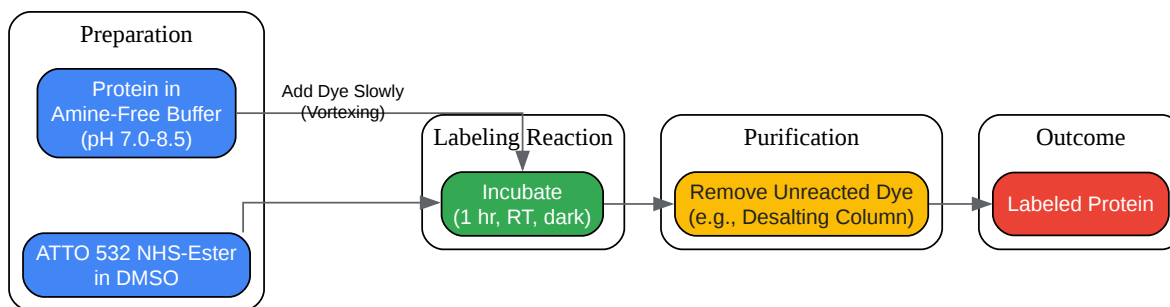 Preparation
Protein in
Amine-Free Buffer
(pH 7.0-8.5)
ATTO 532 NHS-Ester
in DMSO
Add Dye Slowly
(Vortexing)
Labeling Reaction
Incubate
(1 hr, RT, dark)
Purification
Remove Unreacted Dye
(e.g., Desalting Column)
Outcome
Labeled Protein